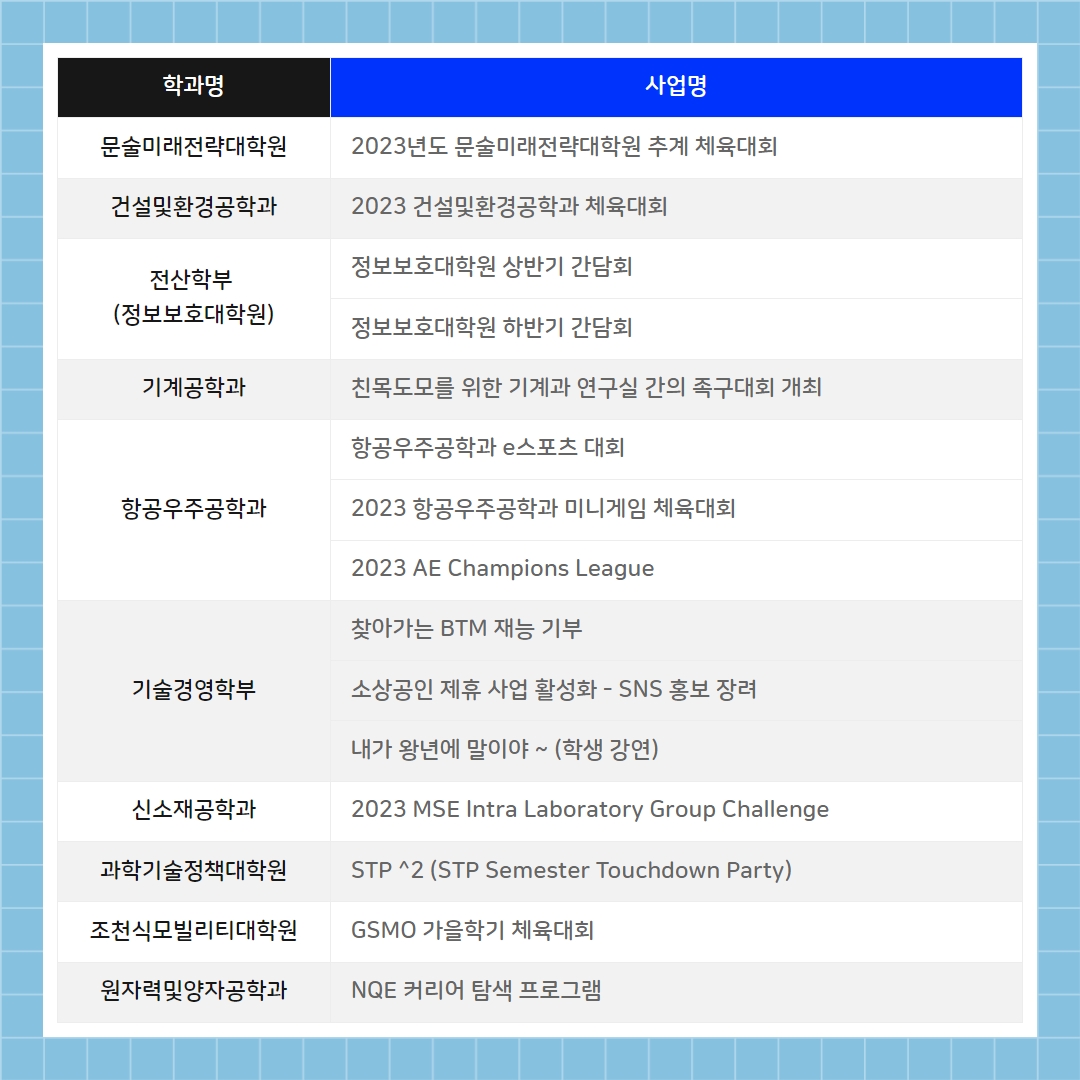 학과명 사업명
문술미래전략대학원 2023년도 문술미래전략대학원 추계 체육대회
건설및환경공학과 2023 건설및환경공학과 체육대회
전산학부
(정보보호대학원)
정보보호대학원 상반기 간담회
정보보호대학원 하반기 간담회
기계공학과 친목도모를 위한 기계과 연구실 간의 족구대회 개최
항공우주공학과
항공우주공학과 e스포츠 대회
2023 항공우주공학과 미니게임 체육대회
2023 AE Champions League
기술경영학부
찾아가는 BTM 재능 기부
소상공인 제휴 사업 활성화 - SNS 홍보 장려
내가 왕년에 말이야 ~ (학생 강연)
신소재공학과 2023 MSE Intra Laboratory Group Challenge
과학기술정책대학원 STP ^2 (STP Semester Touchdown Party)
조천식모빌리티대학원 GSMO 가을학기 체육대회
원자력및양자공학과 NQE 커리어 탐색 프로그램